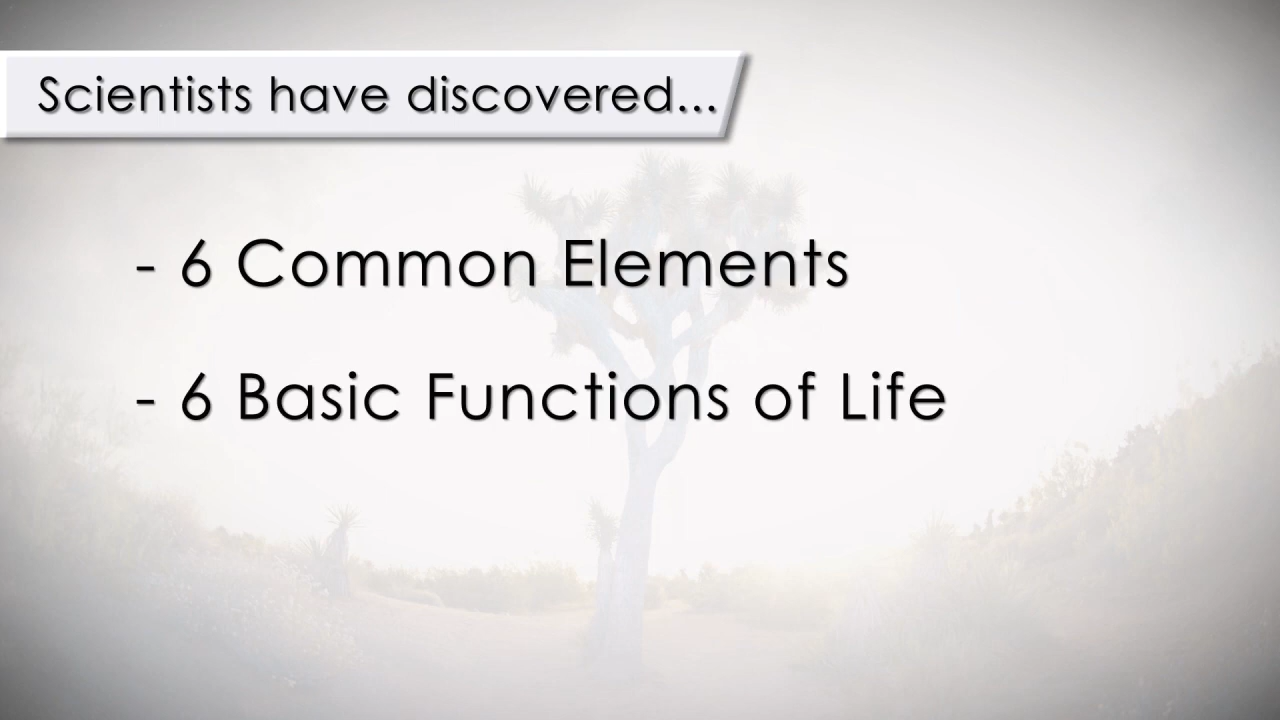 Scientists have discovered...
- 6 Common Elements
- 6 Basic Functions of Life